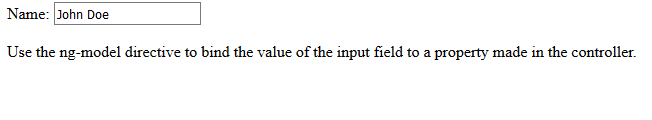 Name: John Doe
Use the ng-model directive to bind the value of the input field to a property made in the controller.